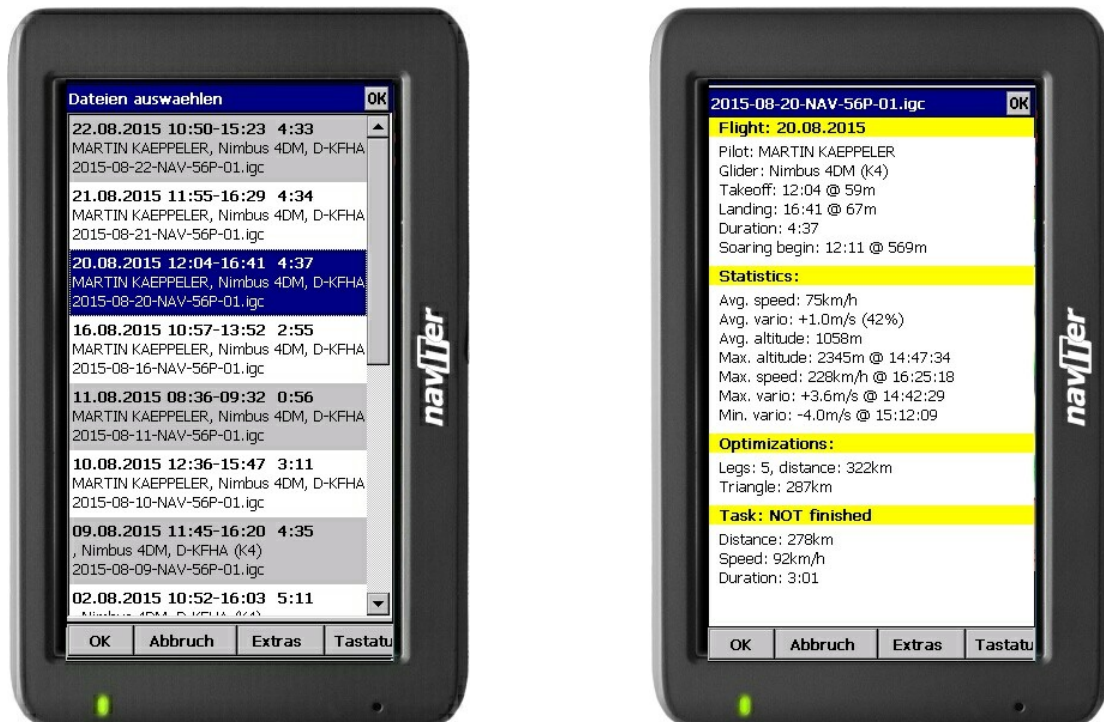 Dateien auswaehlen OK
22.08.2015 10:50-15:23 4:33
MARTIN KAEPPELER, Nimbus 4DM, D-KFHA
2015-08-22-NAV-56P-01.igc
21.08.2015 11:55-16:29 4:34
MARTIN KAEPPELER, Nimbus 4DM, D-KFHA
2015-08-21-NAV-56P-01.igc
20.08.2015 12:04-16:41 4:37
MARTIN KAEPPELER, Nimbus 4DM, D-KFHA
2015-08-20-NAV-56P-01.igc
16.08.2015 10:57-13:52 2:55
MARTIN KAEPPELER, Nimbus 4DM, D-KFHA
2015-08-16-NAV-56P-01.igc
11.08.2015 08:36-09:32 0:56
MARTIN KAEPPELER, Nimbus 4DM, D-KFHA
2015-08-11-NAV-56P-01.igc
10.08.2015 12:36-15:47 3:11
MARTIN KAEPPELER, Nimbus 4DM, D-KFHA
2015-08-10-NAV-56P-01.igc
09.08.2015 11:45-16:20 4:35
, Nimbus 4DM, D-KFHA (K4)
2015-08-09-NAV-56P-01.igc
02.08.2015 10:52-16:03 5:11
, Nimbus 4DM, D-KFHA (K4)
OK Abbruch Extras Tastatu
naviter
2015-08-20-NAV-56P-01.igc OK
Flight: 20.08.2015
Pilot: MARTIN KAEPPELER
Glider: Nimbus 4DM (K4)
Takeoff: 12:04 @ 59m
Landing: 16:41 @ 67m
Duration: 4:37
Soaring begin: 12:11 @ 569m
Statistics:
Avg. speed: 75km/h
Avg. vario: +1.0m/s (42%)
Avg. altitude: 1058m
Max. altitude: 2345m @ 14:47:34
Max. speed: 228km/h @ 16:25:18
Max. vario: +3.6m/s @ 14:42:29
Min. vario: -4.0m/s @ 15:12:09
Optimizations:
Legs: 5, distance: 322km
Triangle: 287km
Task: NOT finished
Distance: 278km
Speed: 92km/h
Duration: 3:01
OK Abbruch Extras Tastatu
naviter